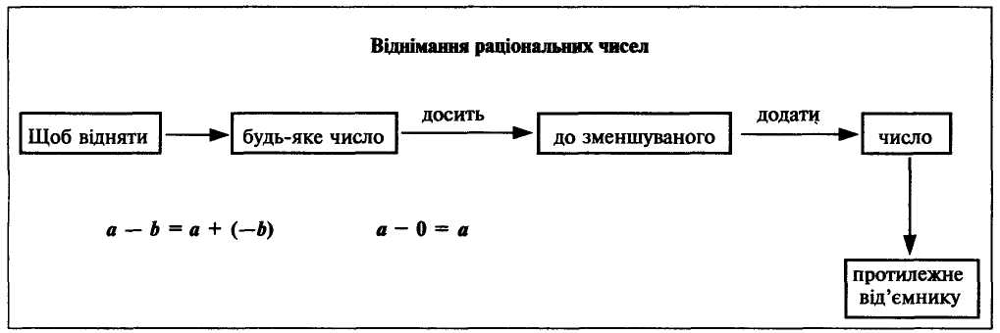 Віднімання раціональних чисел
Щоб відняти
будь-яке число
досить
до зменшуваного
додати
число
a — b = a + (—b)
a — 0 = a
протилежне
від’ємнику